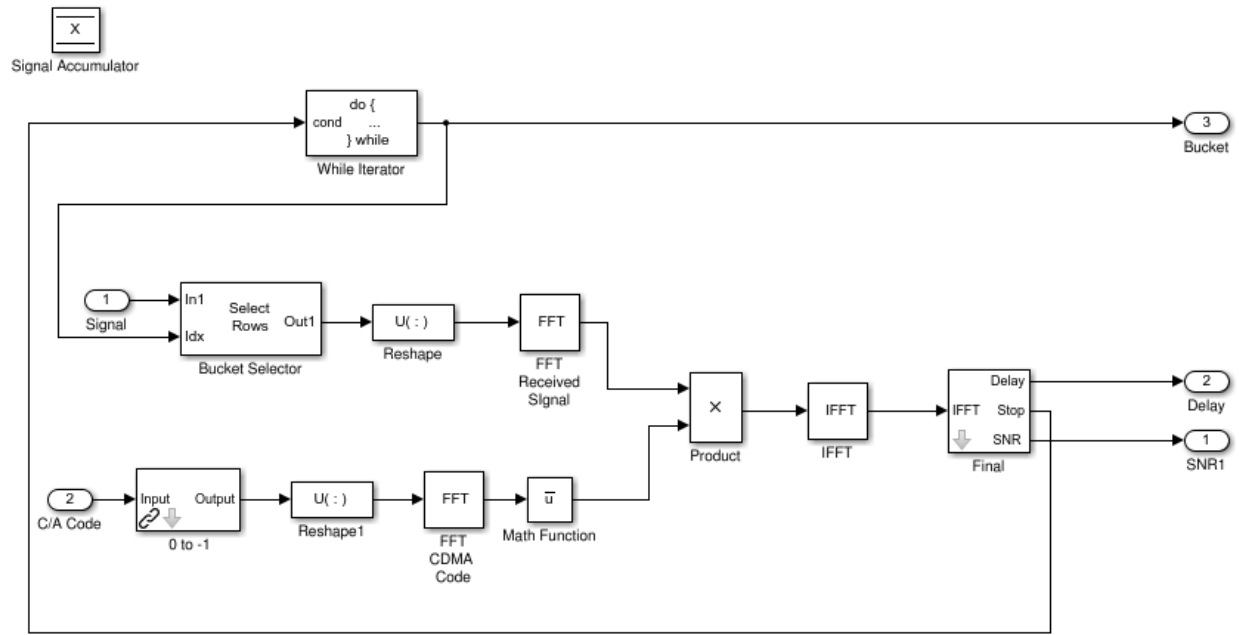 X
Signal Accumulator
do {
cond ...
} while
While Iterator
3
Bucket
1
Signal
In1
Idx
Select
Rows
Out1
Bucket Selector
U( : )
Reshape
FFT
FFT
Received
SIgnal
×
Product
IFFT
IFFT
IFFT
Delay
Stop
SNR
Final
2
Delay
1
SNR1
2
C/A Code
Input Output
0 to -1
U( : )
Reshape1
FFT
FFT
CDMA
Code
u̅
Math Function